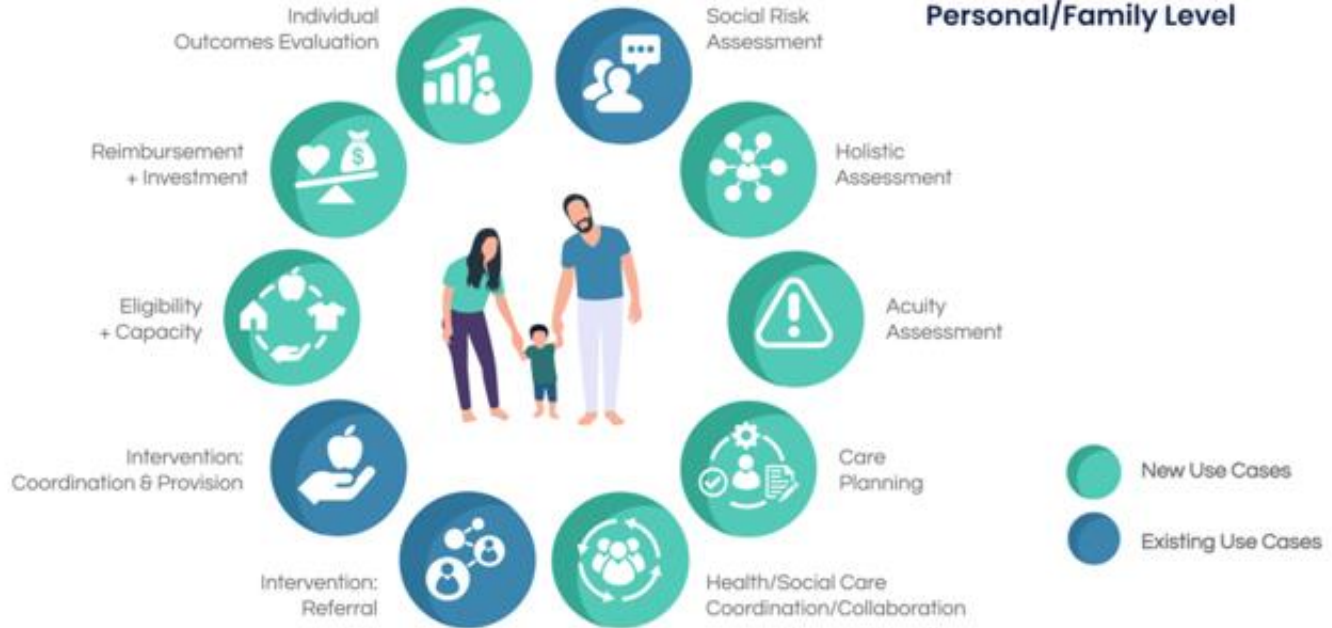 Personal/Family Level
Individual
Outcomes Evaluation
Social Risk
Assessment
Reimbursement
+ Investment
$
Holistic
Assessment
Eligibility
+ Capacity
Acuity
Assessment
Intervention:
Coordination & Provision
Care
Planning
Intervention:
Referral
Health/Social Care
Coordination/Collaboration
New Use Cases
Existing Use Cases